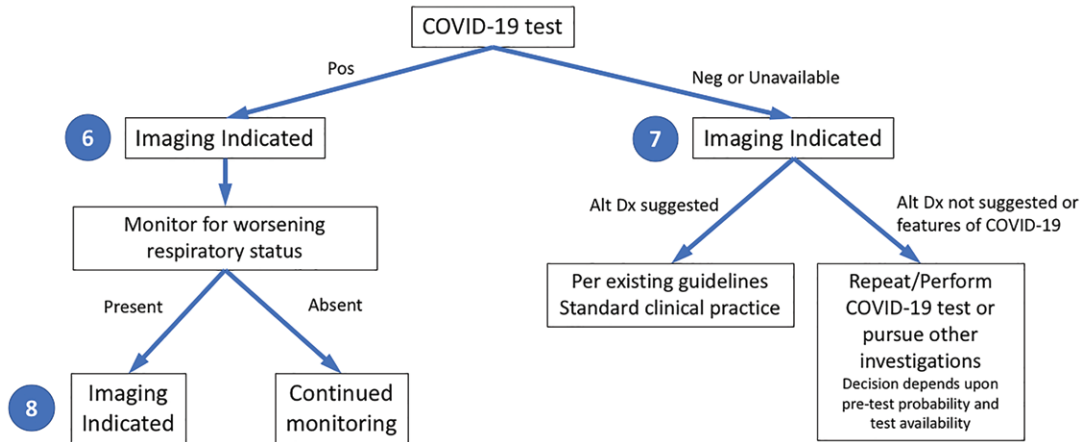 COVID-19 test
Pos
Neg or Unavailable
6
Imaging Indicated
7
Imaging Indicated
Monitor for worsening
respiratory status
Alt Dx suggested
Alt Dx not suggested or
features of COVID-19
Present
Absent
Per existing guidelines
Standard clinical practice
Repeat/Perform
COVID-19 test or
pursue other
investigations
Decision depends upon
pre-test probability and
test availability
8
Imaging
Indicated
Continued
monitoring